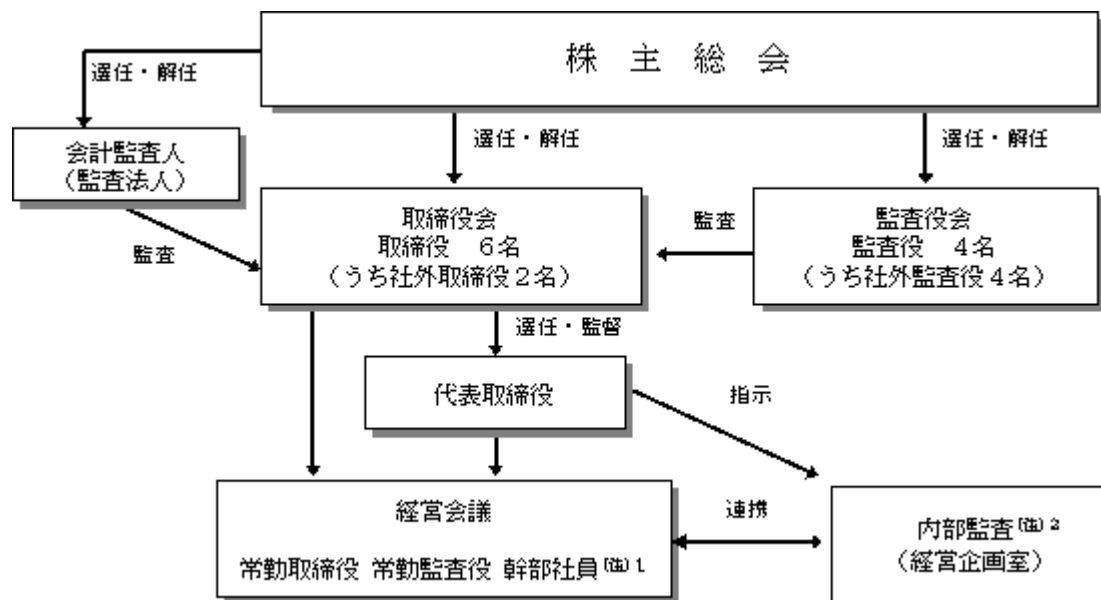 株 主 総 会
選任・解任
会計監査人
(監査法人)
選任・解任
選任・解任
取締役会
取締役 6名
(うち社外取締役2名)
監査
監査役会
監査役 4名
(うち社外監査役4名)
監査
選任・監督
代表取締役
指示
経営会議
常勤取締役 常勤監査役 幹部社員(注)1
連携
内部監査(注)2
(経営企画室)